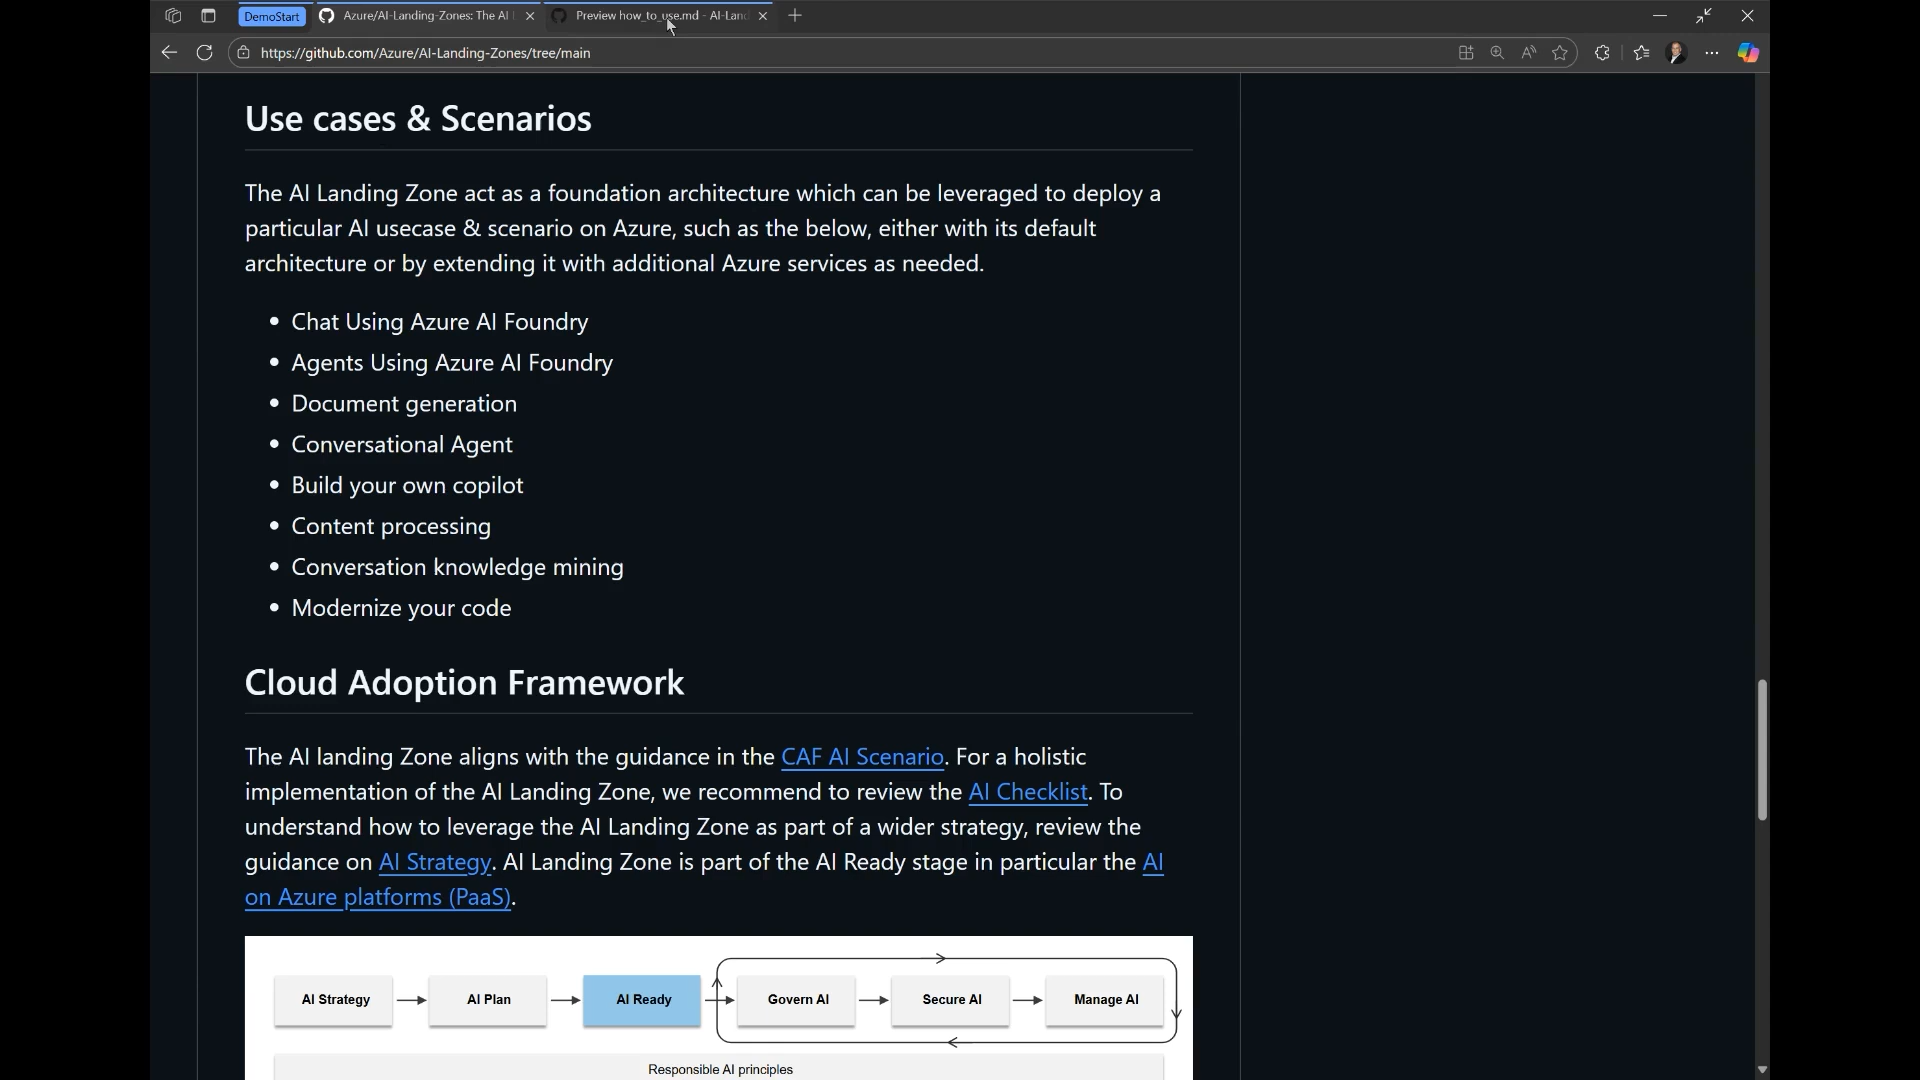 DemoStart
Azure/AI-Landing-Zones: The AI
Preview how_to_use.md - AI-Land
https://github.com/Azure/AI-Landing-Zones/tree/main
Use cases & Scenarios
The AI Landing Zone act as a foundation architecture which can be leveraged to deploy a
particular AI usecase & scenario on Azure, such as the below, either with its default
architecture or by extending it with additional Azure services as needed.
• Chat Using Azure AI Foundry
• Agents Using Azure AI Foundry
• Document generation
• Conversational Agent
• Build your own copilot
• Content processing
• Conversation knowledge mining
• Modernize your code
Cloud Adoption Framework
The AI landing Zone aligns with the guidance in the CAF AI Scenario. For a holistic
implementation of the AI Landing Zone, we recommend to review the AI Checklist. To
understand how to leverage the AI Landing Zone as part of a wider strategy, review the
guidance on AI Strategy. AI Landing Zone is part of the AI Ready stage in particular the AI
on Azure platforms (PaaS).
AI Strategy
AI Plan
AI Ready
Govern AI
Secure AI
Manage AI
Responsible AI principles